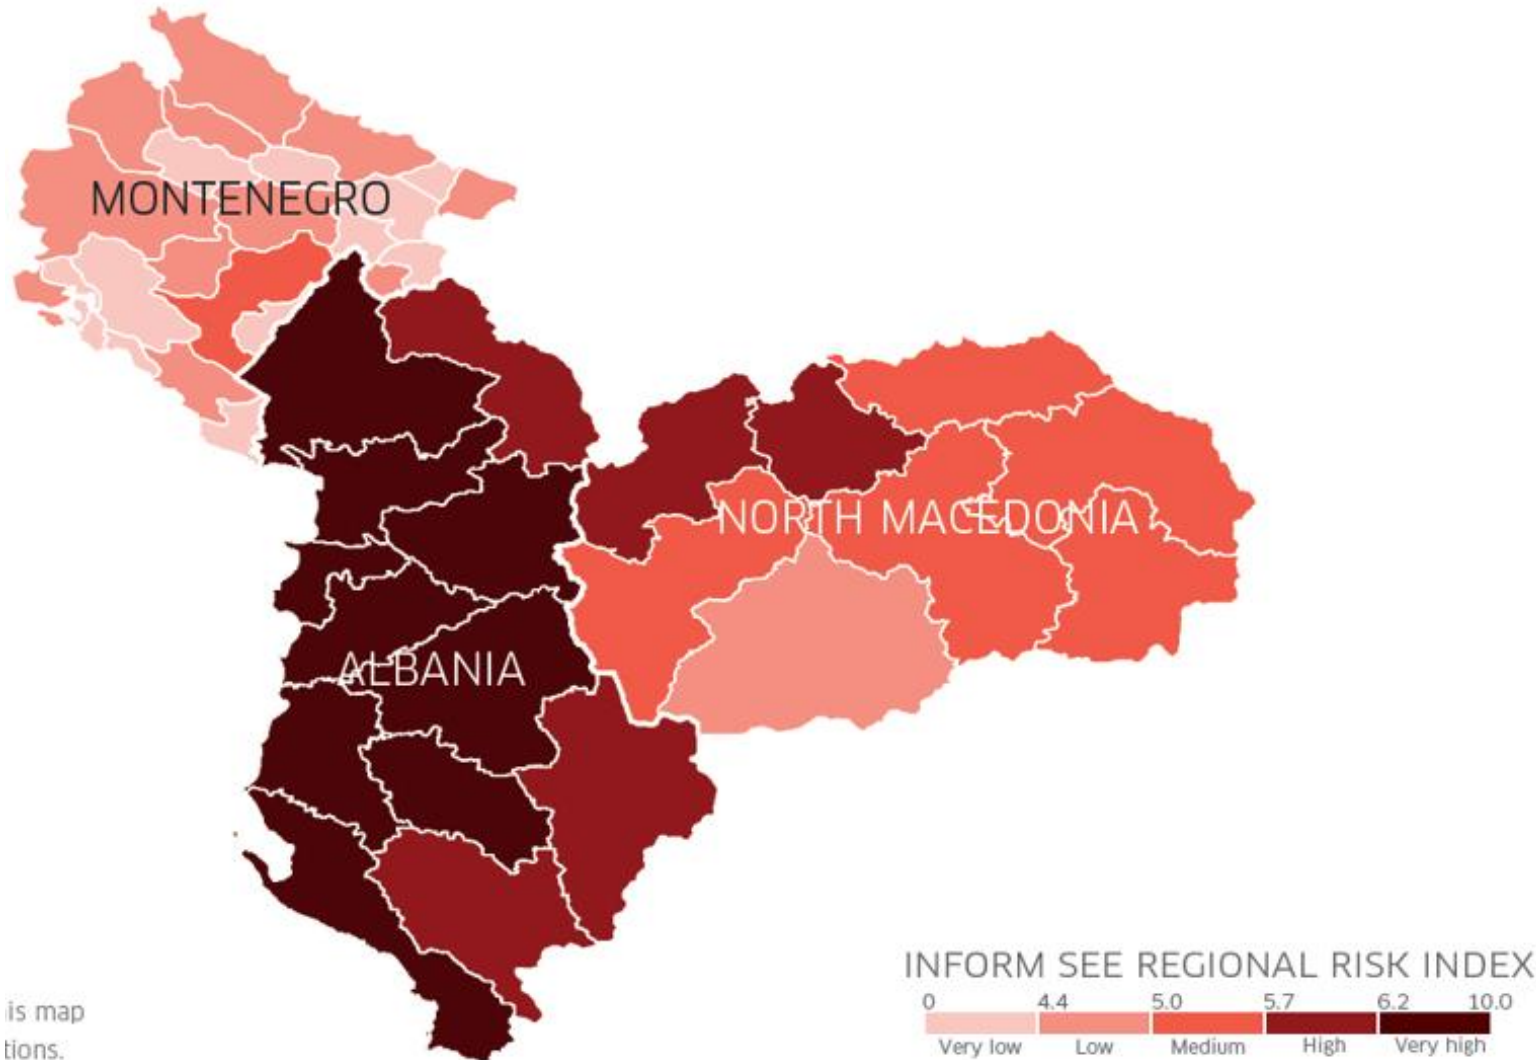 MONTENEGRO
NORTH MACEDONIA
ALBANIA
INFORM SEE REGIONAL RISK INDEX
0 4.4 5.0 5.7 6.2 10.0
Very low Low Medium High Very high
is map
tions.